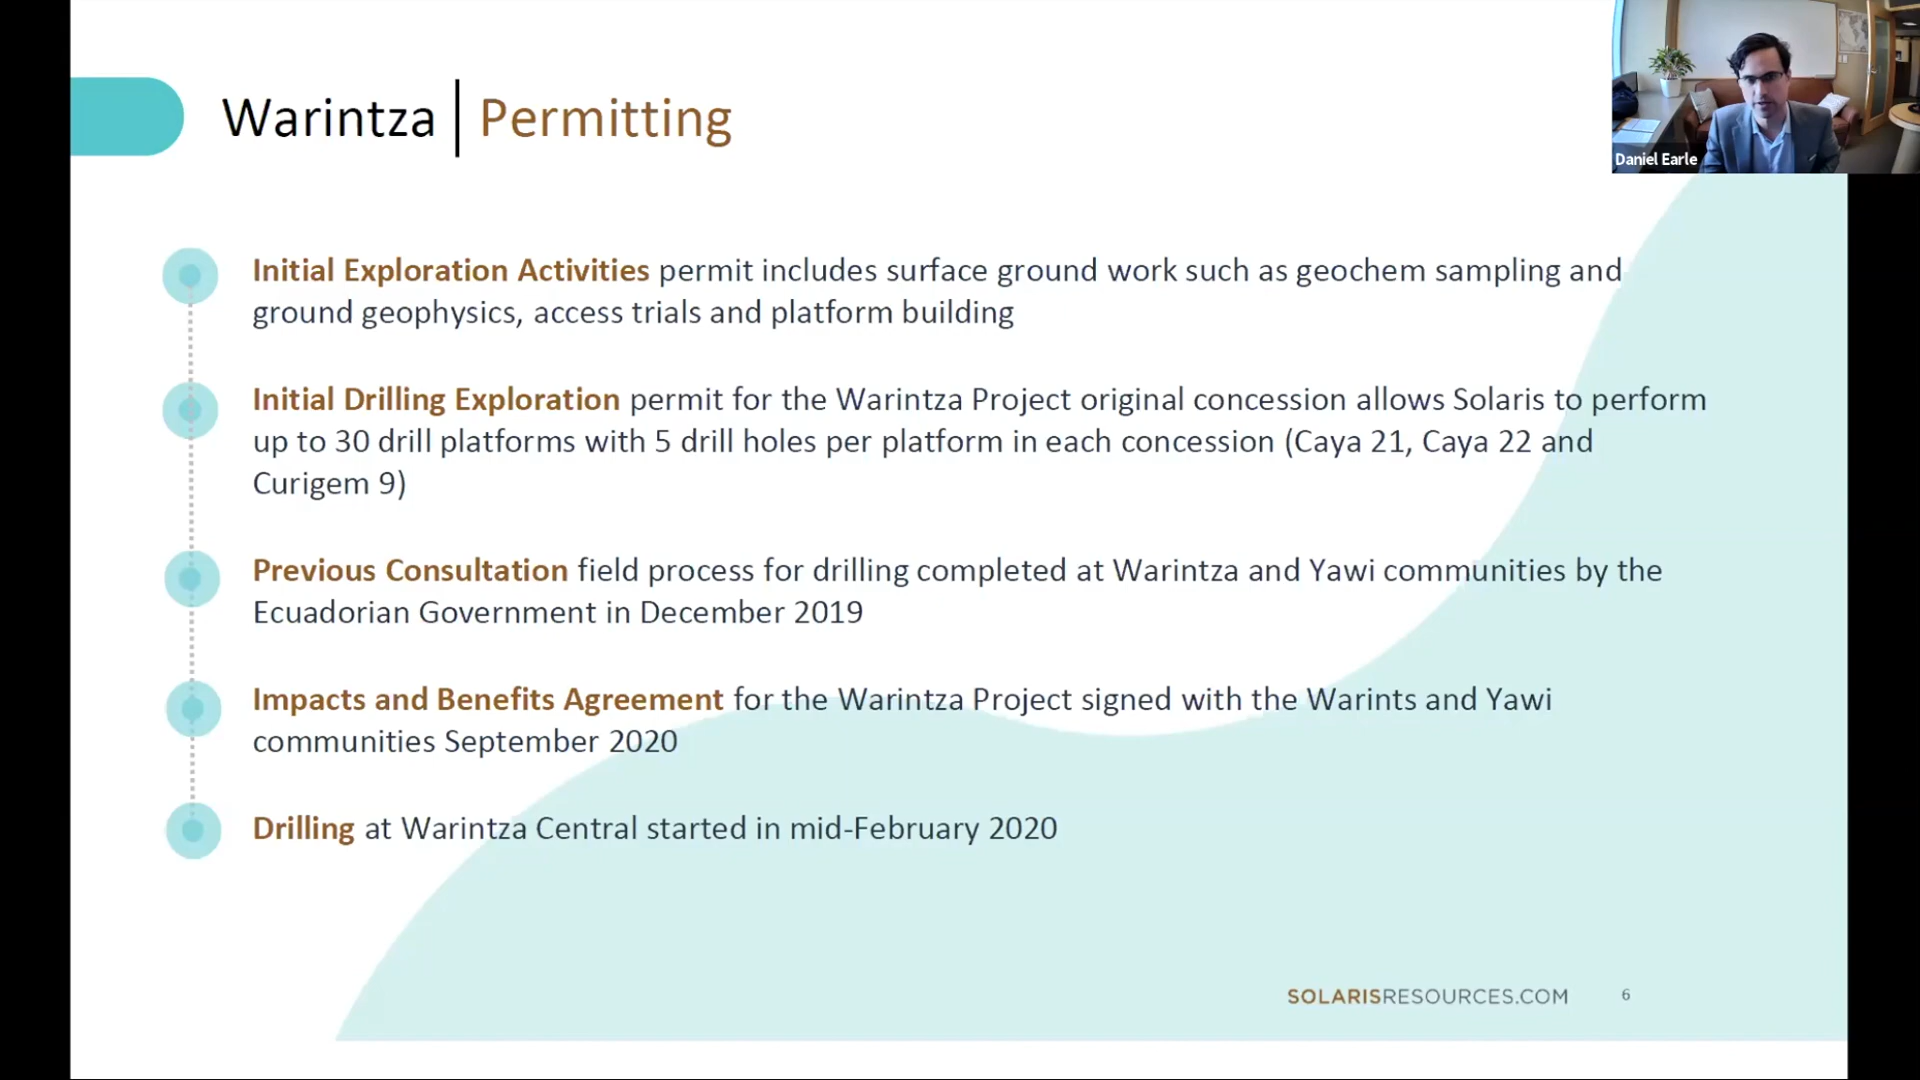 Warintza | Permitting
Daniel Earle
Initial Exploration Activities permit includes surface ground work such as geochem sampling and
ground geophysics, access trials and platform building
Initial Drilling Exploration permit for the Warintza Project original concession allows Solaris to perform
up to 30 drill platforms with 5 drill holes per platform in each concession (Caya 21, Caya 22 and
Curigem 9)
Previous Consultation field process for drilling completed at Warintza and Yawi communities by the
Ecuadorian Government in December 2019
Impacts and Benefits Agreement for the Warintza Project signed with the Warints and Yawi
communities September 2020
Drilling at Warintza Central started in mid-February 2020
SOLARISRESOURCES.COM 6